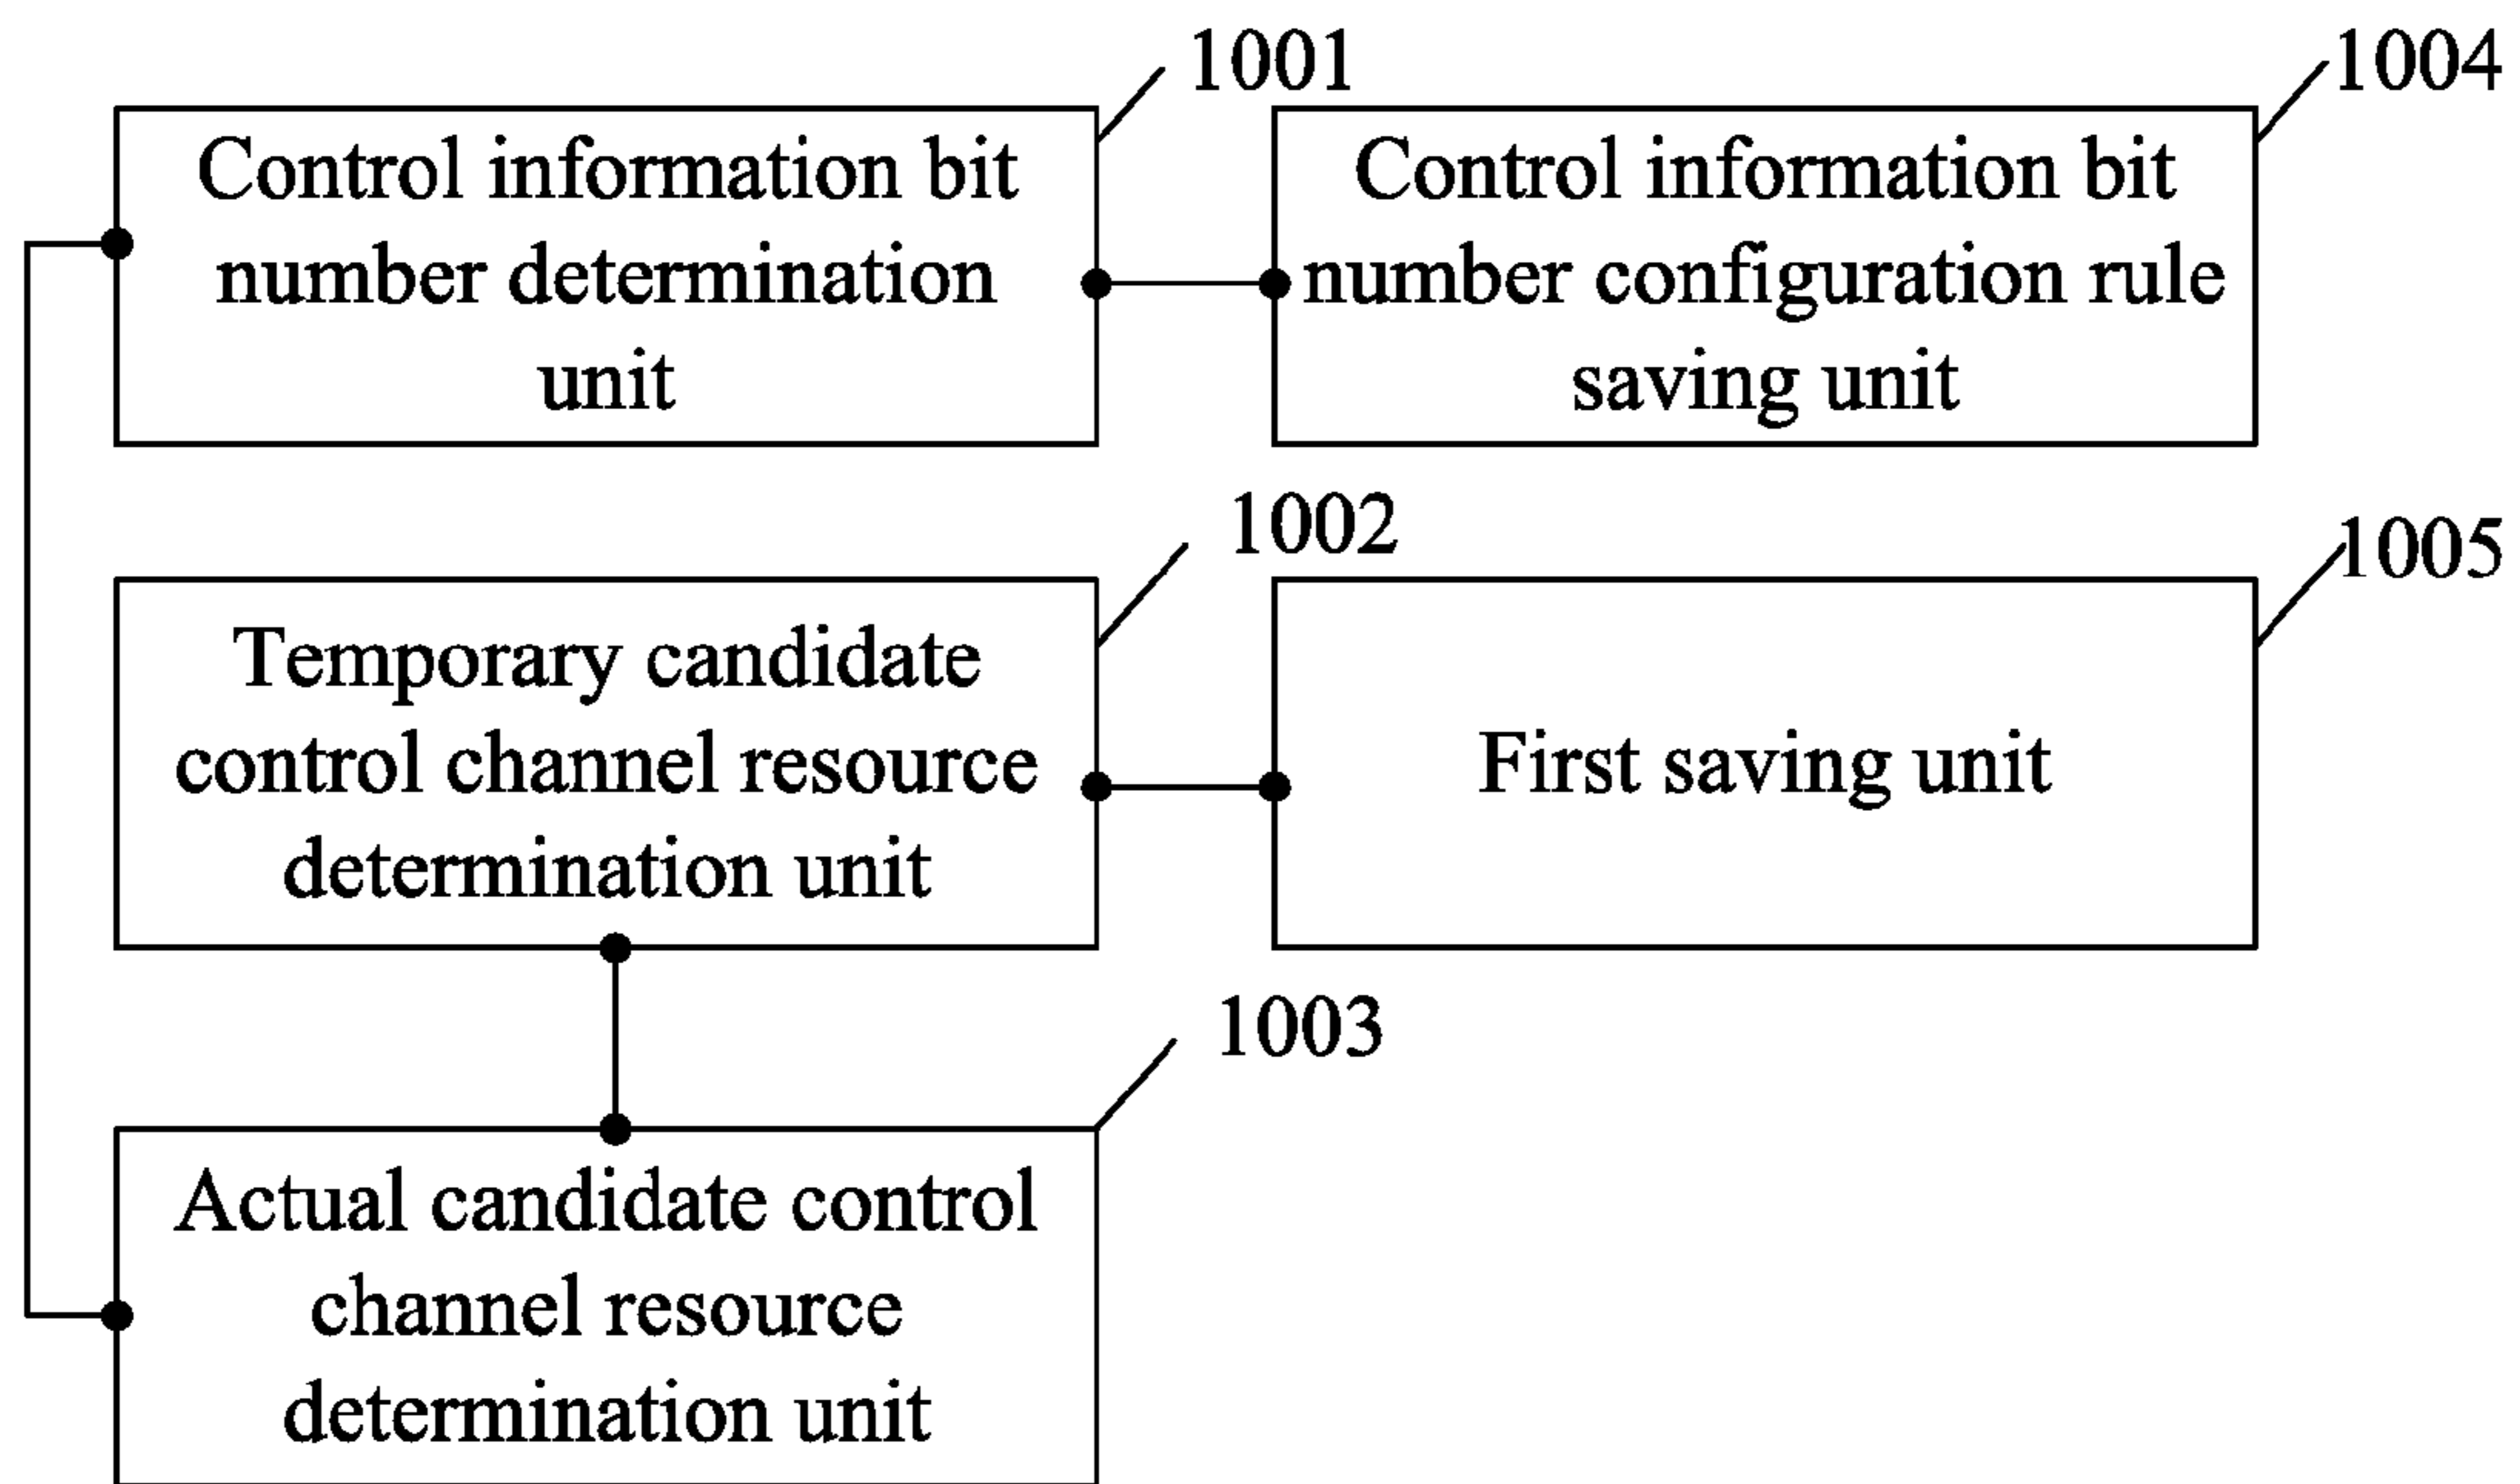 1001
Control information bit
number determination
unit
1004
Control information bit
number configuration rule
saving unit
1002
Temporary candidate
control channel resource
determination unit
1005
First saving unit
1003
Actual candidate control
channel resource
determination unit